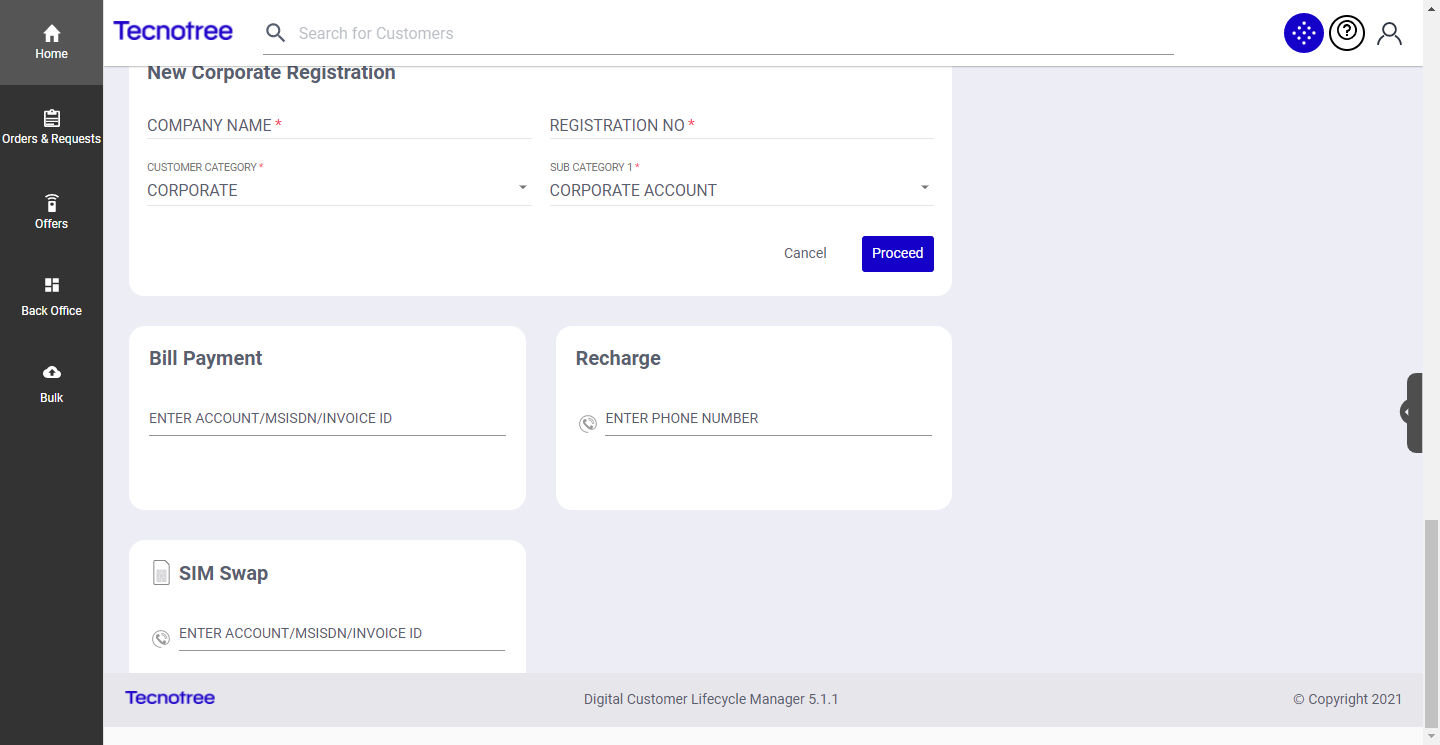 Home
Orders & Requests
Offers
Back Office
Bulk
Tecnotree
Search for Customers
New Corporate Registration
COMPANY NAME *
REGISTRATION NO *
CUSTOMER CATEGORY *
CORPORATE
SUB CATEGORY 1 *
CORPORATE ACCOUNT
Cancel
Proceed
Bill Payment
ENTER ACCOUNT/MSISDN/INVOICE ID
Recharge
ENTER PHONE NUMBER
SIM Swap
ENTER ACCOUNT/MSISDN/INVOICE ID
Tecnotree
Digital Customer Lifecycle Manager 5.1.1
© Copyright 2021